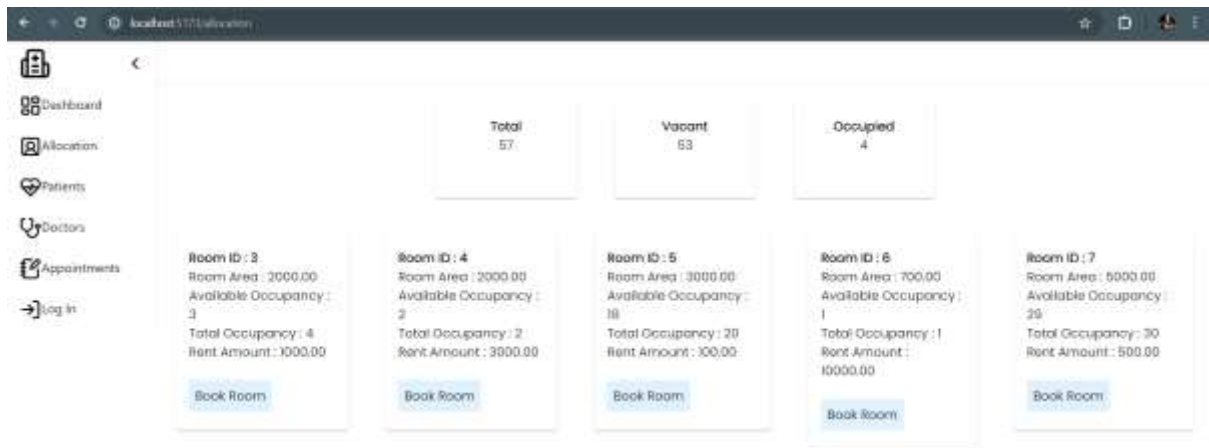 localhost:5173/allocation
Dashboard
Allocation
Patients
Doctors
Appointments
Log in
Total
57
Vacant
53
Occupied
4
Room ID : 3
Room Area : 2000.00
Available Occupancy :
3
Total Occupancy : 4
Rent Amount : 1000.00
Book Room
Room ID : 4
Room Area : 2000.00
Available Occupancy :
2
Total Occupancy : 2
Rent Amount : 3000.00
Book Room
Room ID : 5
Room Area : 3000.00
Available Occupancy :
18
Total Occupancy : 20
Rent Amount : 100.00
Book Room
Room ID : 6
Room Area : 700.00
Available Occupancy :
1
Total Occupancy : 1
Rent Amount :
10000.00
Book Room
Room ID : 7
Room Area : 5000.00
Available Occupancy :
29
Total Occupancy : 30
Rent Amount : 500.00
Book Room